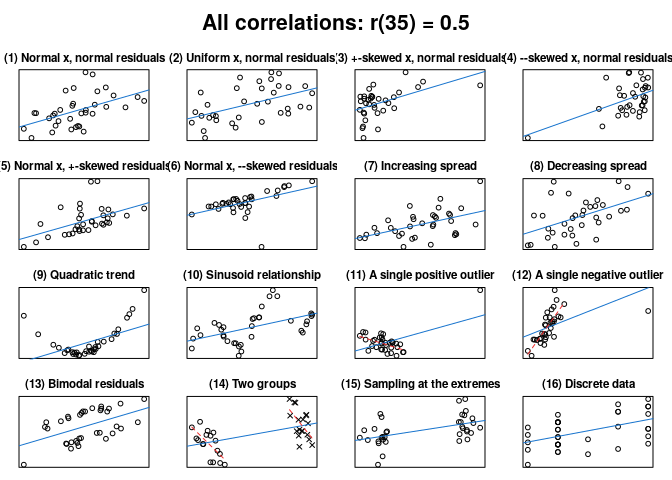 All correlations: r(35) = 0.5
(1) Normal x, normal residuals
(2) Uniform x, normal residuals
(3) +-skewed x, normal residuals
(4) --skewed x, normal residuals
(5) Normal x, +-skewed residuals
(6) Normal x, --skewed residuals
(7) Increasing spread
(8) Decreasing spread
(9) Quadratic trend
(10) Sinusoid relationship
(11) A single positive outlier
(12) A single negative outlier
(13) Bimodal residuals
(14) Two groups
(15) Sampling at the extremes
(16) Discrete data